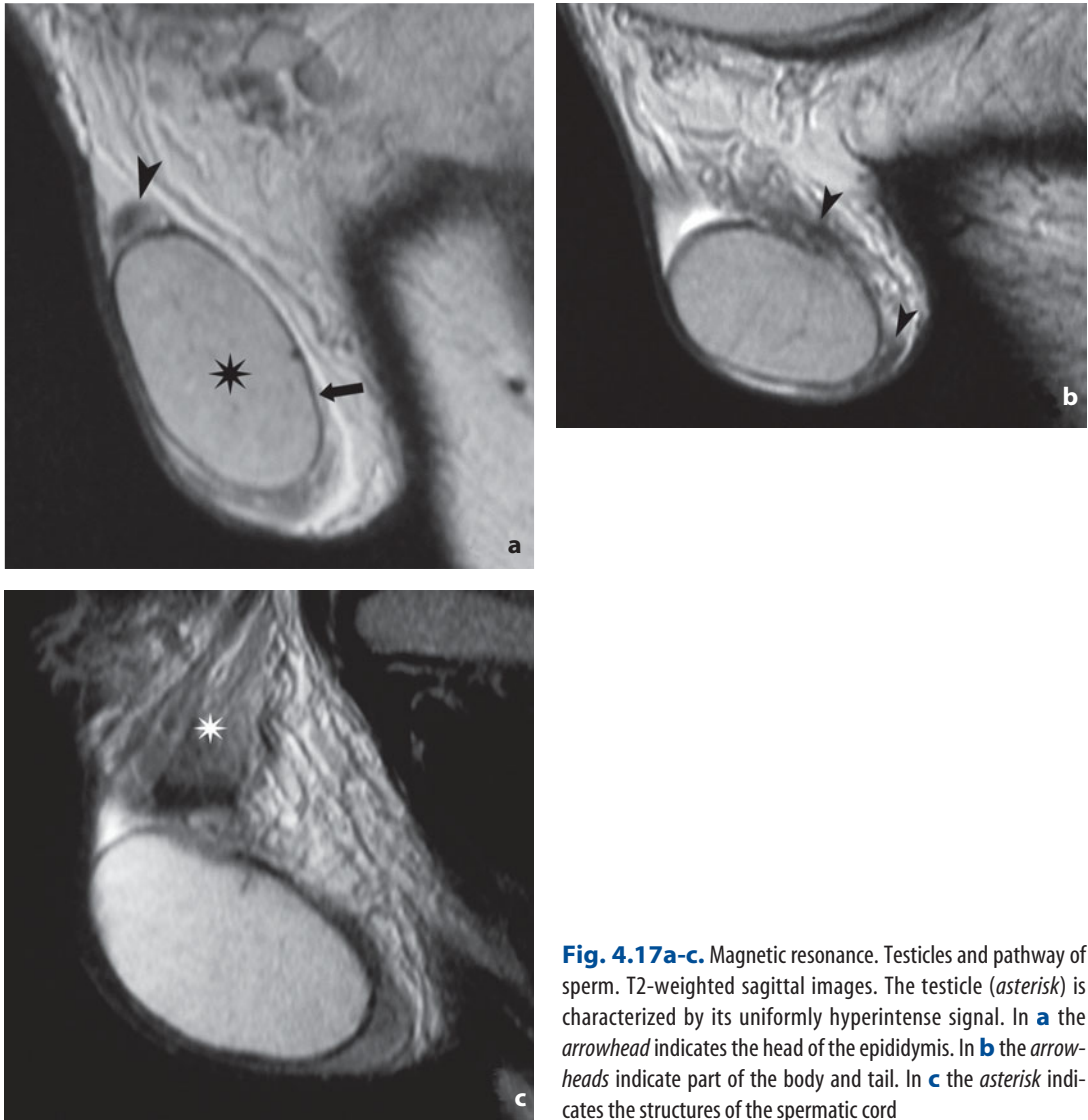 a
b
c
Fig. 4.17a-c. Magnetic resonance. Testicles and pathway of
sperm. T2-weighted sagittal images. The testicle (asterisk) is
characterized by its uniformly hyperintense signal. In a the
arrowhead indicates the head of the epididymis. In b the arrow-
heads indicate part of the body and tail. In c the asterisk indi-
cates the structures of the spermatic cord